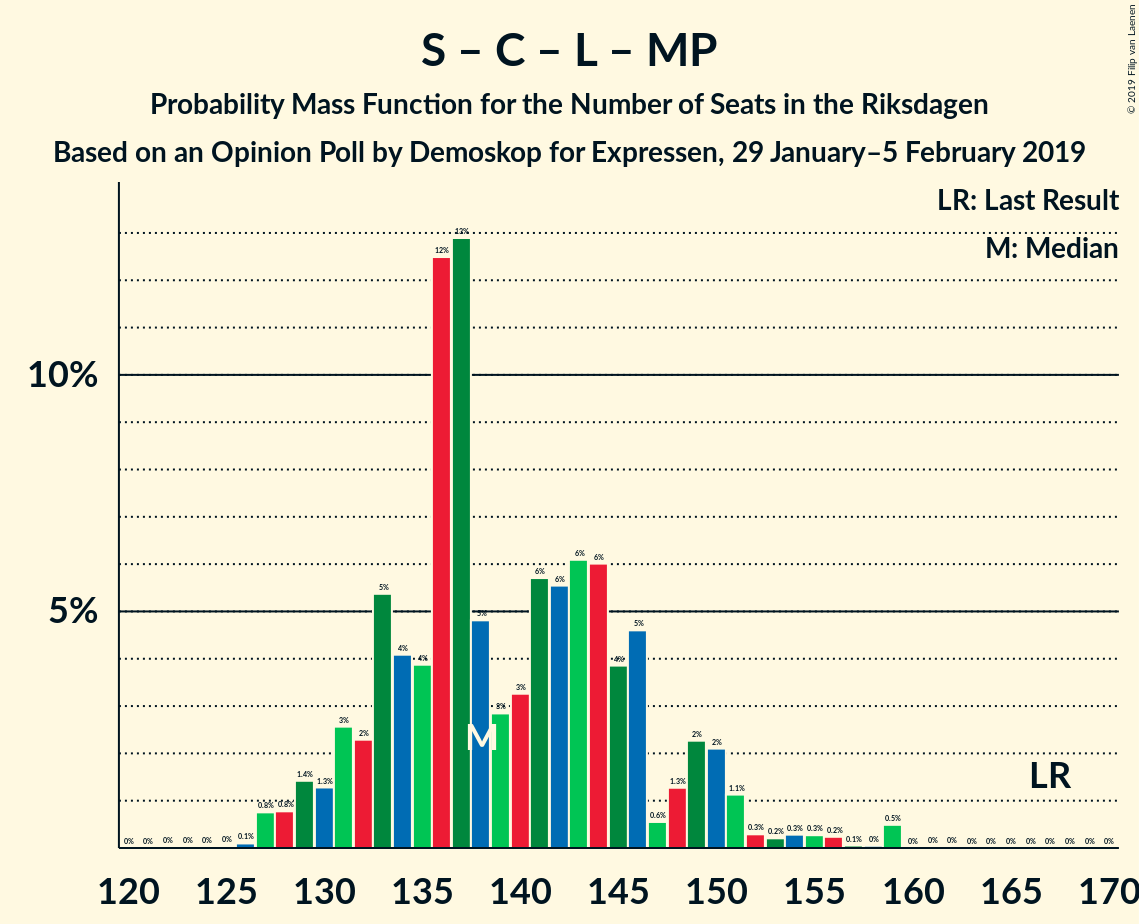 © 2019 Filip van Laenen
S – C – L – MP
Probability Mass Function for the Number of Seats in the Riksdagen
Based on an Opinion Poll by Demoskop for Expressen, 29 January–5 February 2019
LR: Last Result
M: Median
10%
5%
0% 0% 0% 0% 0% 0% 0.1% 0.8% 0.8% 1.4% 1.3% 3% 2% 5% 4% 4% 12% 13% 5% 3% 3% 6% 6% 6% 6% 4% 5% 0.6% 1.3% 2% 2% 1.1% 0.3% 0.2% 0.3% 0.3% 0.2% 0.1% 0% 0.5% 0% 0% 0% 0% 0% 0% 0% 0% 0% 0% 0%
M
LR
120 125 130 135 140 145 150 155 160 165 170